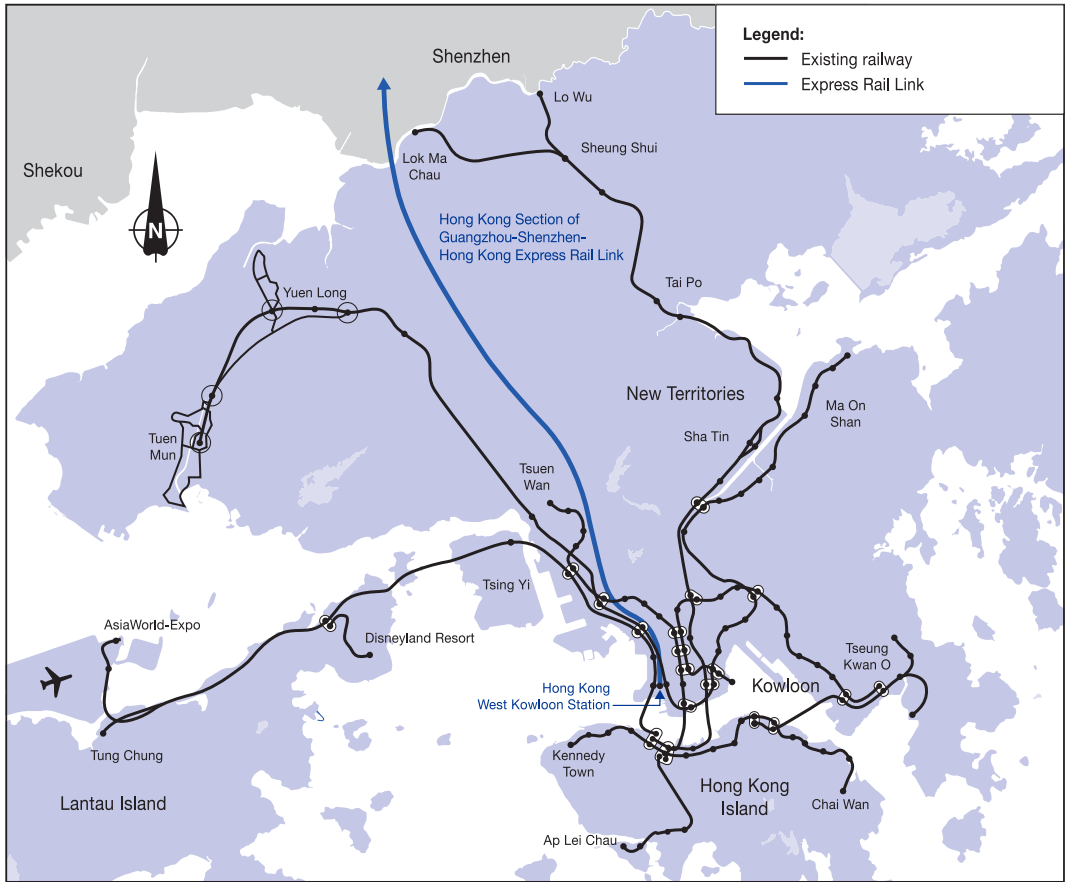 Legend:
Existing railway
Express Rail Link
Shenzhen
Lo Wu
Sheung Shui
Lok Ma
Chau
Shekou
N
Hong Kong Section of
Guangzhou-Shenzhen-
Hong Kong Express Rail Link
Yuen Long
Tai Po
New Territories
Ma On
Shan
Sha Tin
Tuen
Mun
Tsuen
Wan
Tsing Yi
AsiaWorld-Expo
Disneyland Resort
Tseung
Kwan O
Kowloon
Hong Kong
West Kowloon Station
Tung Chung
Kennedy
Town
Lantau Island
Hong Kong
Island
Chai Wan
Ap Lei Chau